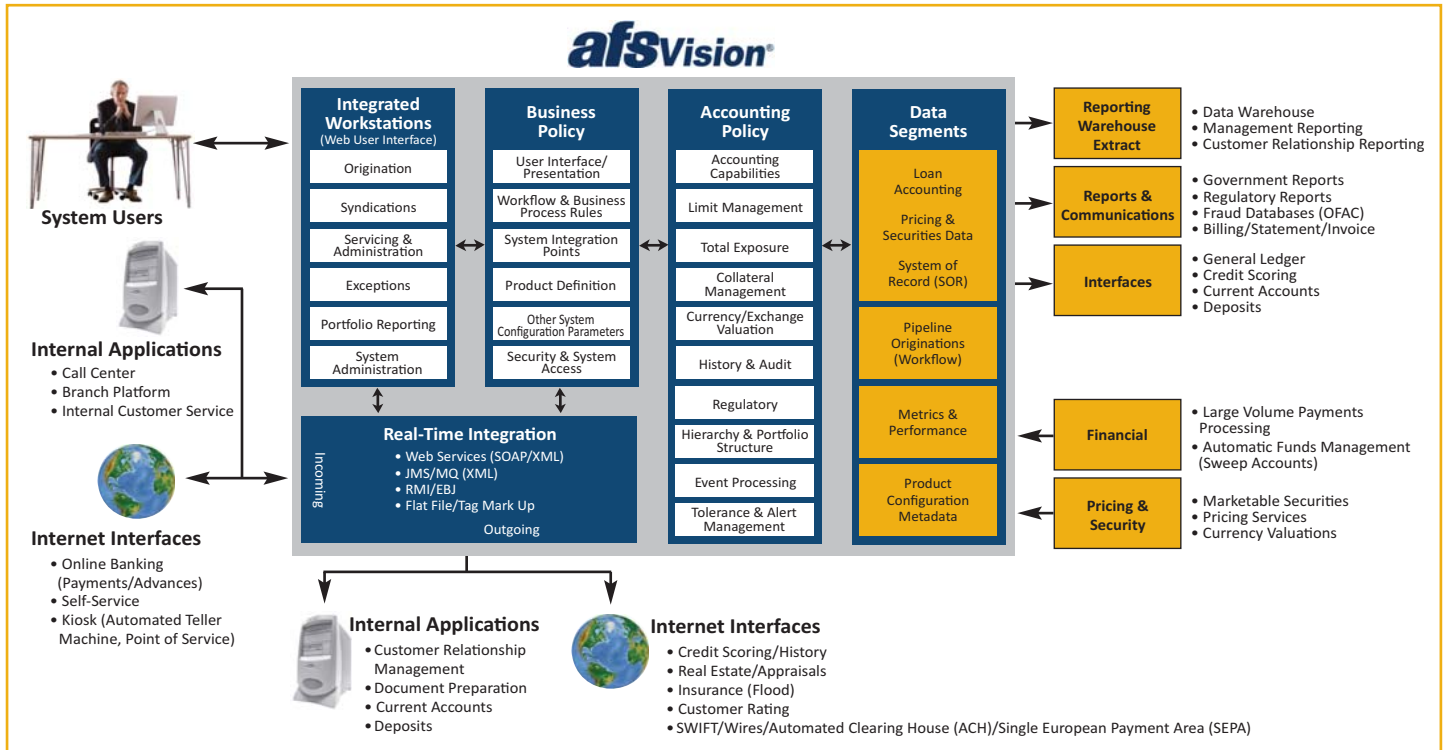 afsVision®
System Users
Internal Applications
• Call Center
• Branch Platform
• Internal Customer Service
Internet Interfaces
• Online Banking
(Payments/Advances)
• Self-Service
• Kiosk (Automated Teller
Machine, Point of Service)
Integrated
Workstations
(Web User Interface)
Origination
Syndications
Servicing &
Administration
Exceptions
Portfolio Reporting
System
Administration
Business
Policy
User Interface/
Presentation
Workflow & Business
Process Rules
System Integration
Points
Product Definition
Other System
Configuration Parameters
Security & System
Access
Real-Time Integration
Incoming
• Web Services (SOAP/XML)
• JMS/MQ (XML)
• RMI/EBJ
• Flat File/Tag Mark Up
Outgoing
Accounting
Policy
Accounting
Capabilities
Limit Management
Total Exposure
Collateral
Management
Currency/Exchange
Valuation
History & Audit
Regulatory
Hierarchy & Portfolio
Structure
Event Processing
Tolerance & Alert
Management
Data
Segments
Loan
Accounting
Pricing &
Securities Data
System of
Record (SOR)
Pipeline
Originations
(Workflow)
Metrics &
Performance
Product
Configuration
Metadata
Reporting
Warehouse
Extract
• Data Warehouse
• Management Reporting
• Customer Relationship Reporting
Reports &
Communications
• Government Reports
• Regulatory Reports
• Fraud Databases (OFAC)
• Billing/Statement/Invoice
Interfaces
• General Ledger
• Credit Scoring
• Current Accounts
• Deposits
Financial
• Large Volume Payments
Processing
• Automatic Funds Management
(Sweep Accounts)
Pricing &
Security
• Marketable Securities
• Pricing Services
• Currency Valuations
Internal Applications
• Customer Relationship
Management
• Document Preparation
• Current Accounts
• Deposits
Internet Interfaces
• Credit Scoring/History
• Real Estate/Appraisals
• Insurance (Flood)
• Customer Rating
• SWIFT/Wires/Automated Clearing House (ACH)/Single European Payment Area (SEPA)